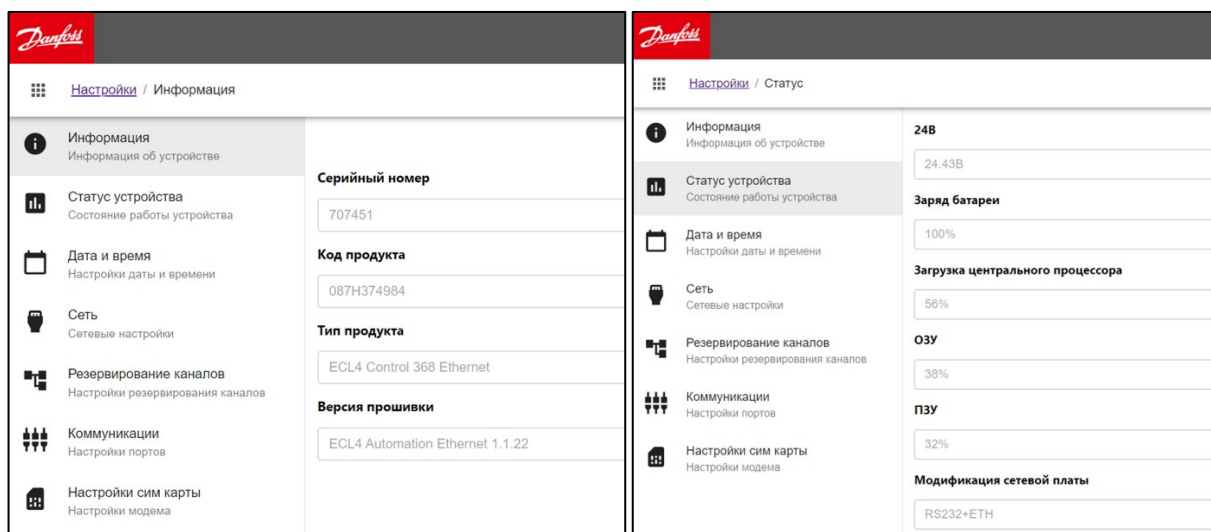 Danfoss
Настройки / Информация
Информация
Информация об устройстве
Статус устройства
Состояние работы устройства
Дата и время
Настройки даты и времени
Сеть
Сетевые настройки
Резервирование каналов
Настройки резервирования каналов
Коммуникации
Настройки портов
Настройки сим карты
Настройки модема
Серийный номер
707451
Код продукта
087H374984
Тип продукта
ECL4 Control 368 Ethernet
Версия прошивки
ECL4 Automation Ethernet 1.1.22
Danfoss
Настройки / Статус
Информация
Информация об устройстве
Статус устройства
Состояние работы устройства
Дата и время
Настройки даты и времени
Сеть
Сетевые настройки
Резервирование каналов
Настройки резервирования каналов
Коммуникации
Настройки портов
Настройки сим карты
Настройки модема
24В
24.43В
Заряд батареи
100%
Загрузка центрального процессора
56%
ОЗУ
38%
ПЗУ
32%
Модификация сетевой платы
RS232+ETH